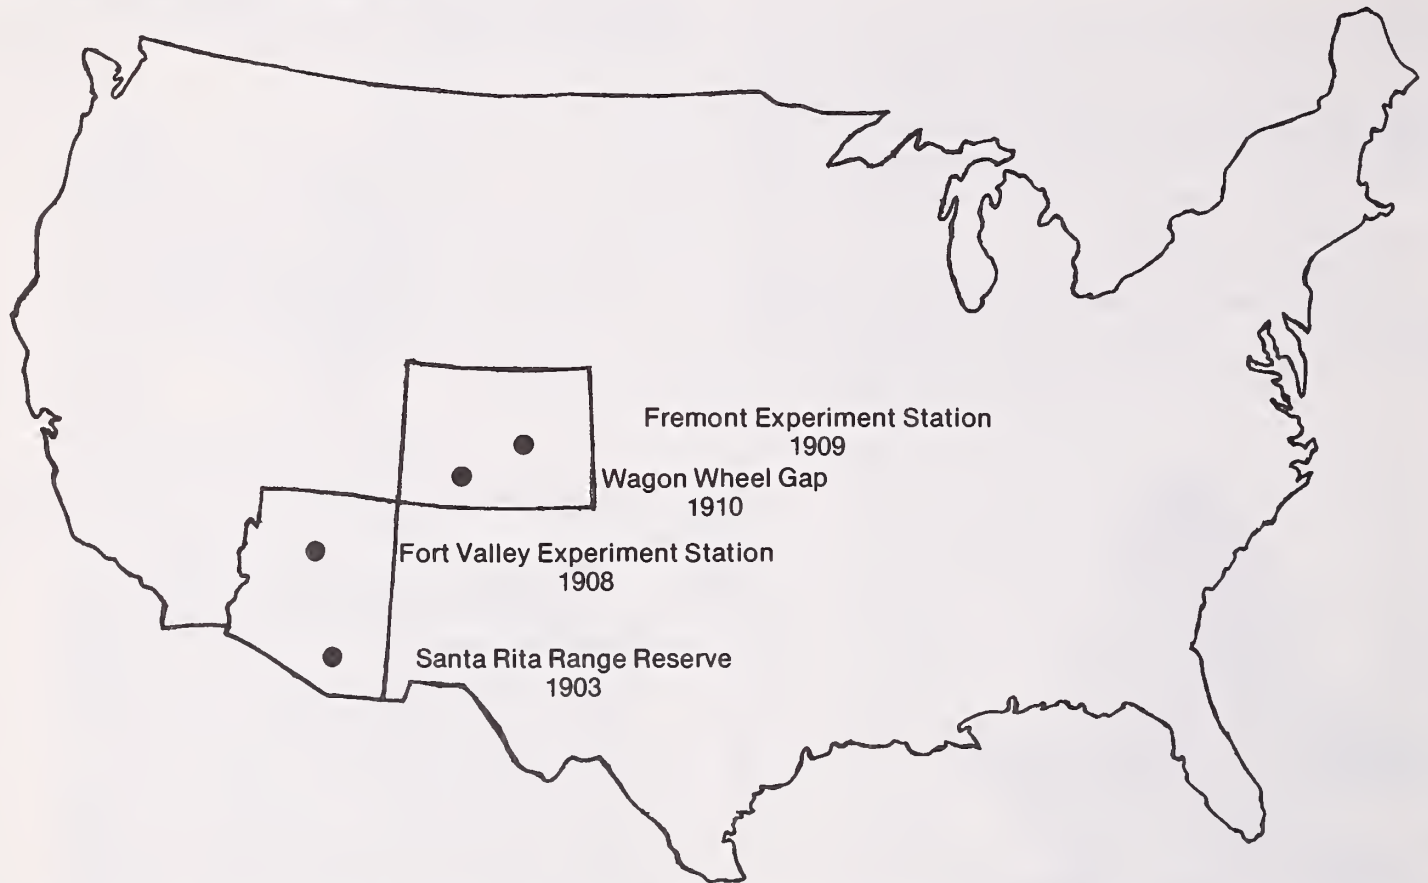 Fremont Experiment Station
1909
Wagon Wheel Gap
1910
Fort Valley Experiment Station
1908
Santa Rita Range Reserve
1903